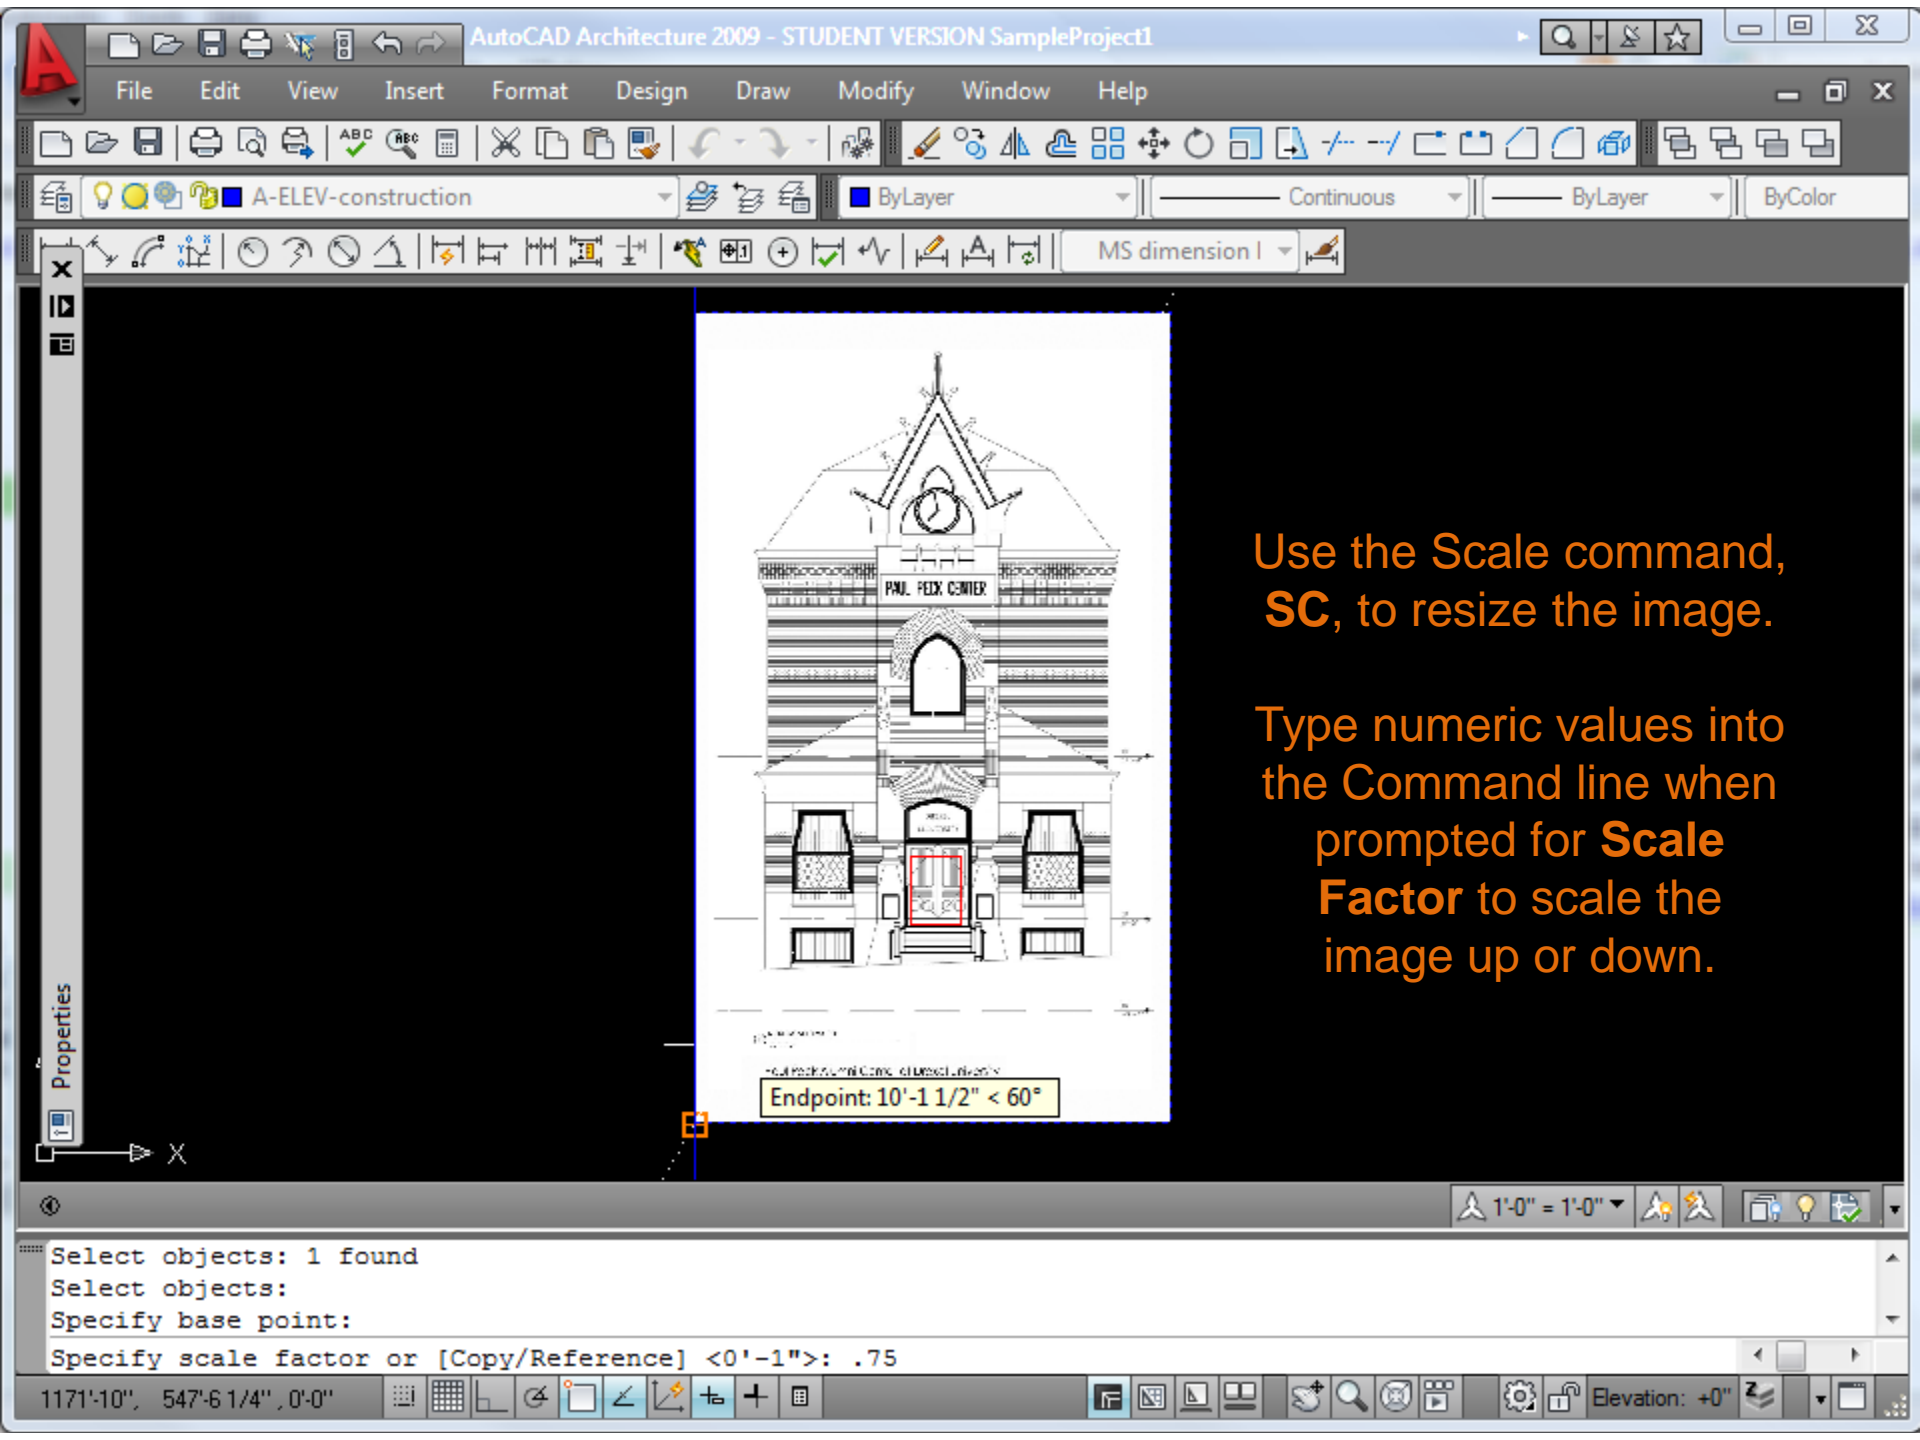 AutoCAD Architecture 2009 - STUDENT VERSION SampleProject1
File Edit View Insert Format Design Draw Modify Window Help
A-ELEV-construction
ByLayer
Continuous
ByLayer
ByColor
MS dimension l
PAUL PECK CENTER
Use the Scale command,
SC, to resize the image.
Type numeric values into
the Command line when
prompted for Scale
Factor to scale the
image up or down.
Properties
Endpoint: 10'-1 1/2" < 60°
X
1'-0" = 1'-0"
Select objects: 1 found
Select objects:
Specify base point:
Specify scale factor or [Copy/Reference] <0'-1">: .75
1171'-10", 547'-6 1/4", 0'-0"
Elevation: +0"